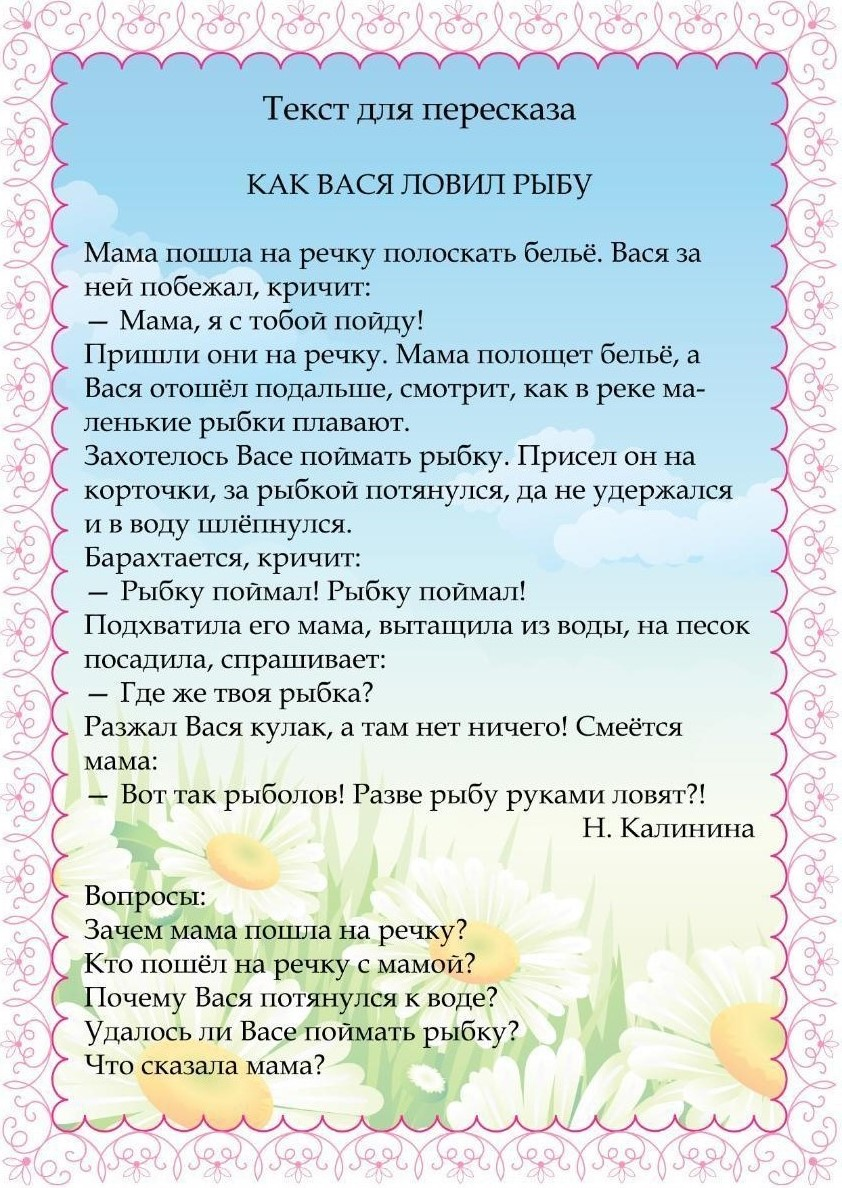 Текст для пересказа
КАК ВАСЯ ЛОВИЛ РЫБУ
Мама пошла на речку полоскать бельё. Вася за
ней побежал, кричит:
— Мама, я с тобой пойду!
Пришли они на речку. Мама полощет бельё, а
Вася отошёл подальше, смотрит, как в реке ма-
ленькие рыбки плавают.
Захотелось Васе поймать рыбку. Присел он на
корточки, за рыбкой потянулся, да не удержался
и в воду шлёпнулся.
Барахтается, кричит:
— Рыбку поймал! Рыбку поймал!
Подхватила его мама, вытащила из воды, на песок
посадила, спрашивает:
— Где же твоя рыбка?
Разжал Вася кулак, а там нет ничего! Смеётся
мама:
— Вот так рыболов! Разве рыбу руками ловят?!
Н. Калинина
Вопросы:
Зачем мама пошла на речку?
Кто пошёл на речку с мамой?
Почему Вася потянулся к воде?
Удалось ли Васе поймать рыбку?
Что сказала мама?